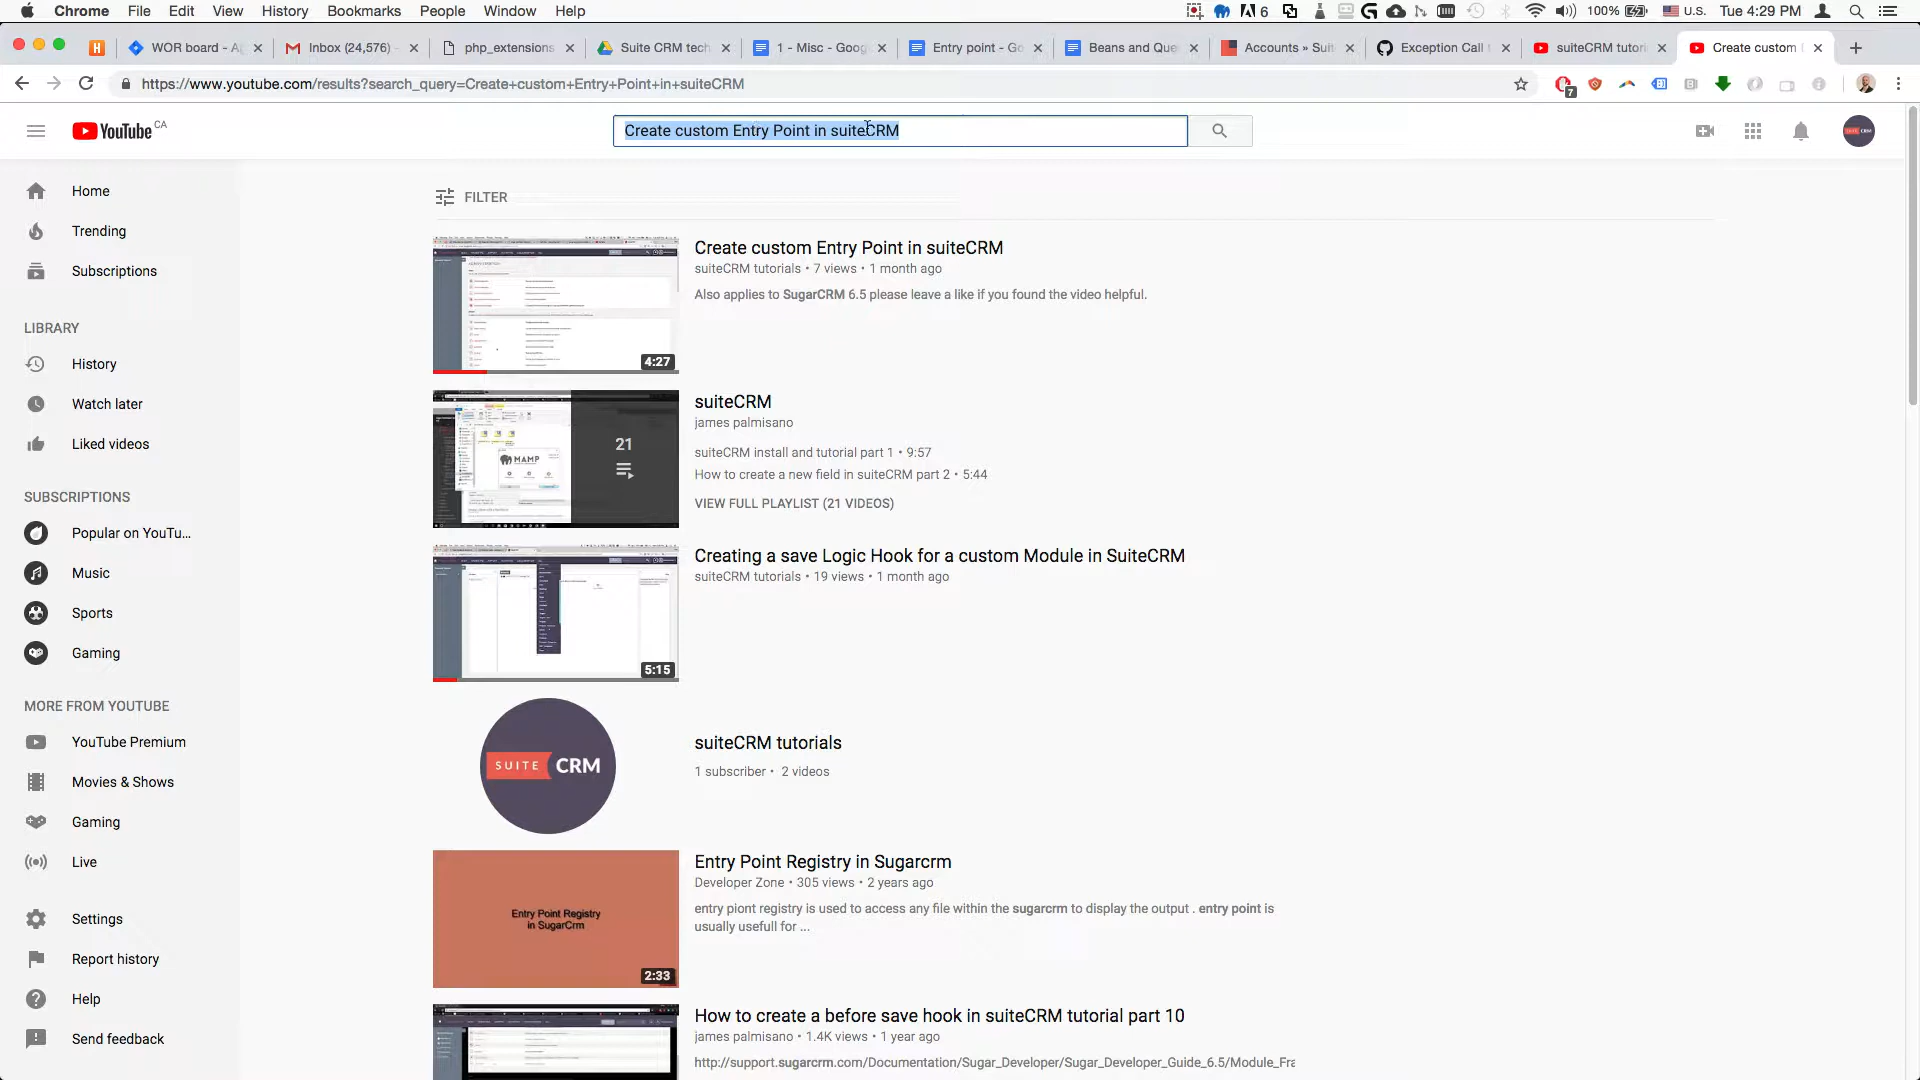 Chrome File Edit View History Bookmarks People Window Help 6 100% U.S. Tue 4:29 PM
WOR board - A Inbox (24,576) - php_extensions Suite CRM tech 1 - Misc - Goog Entry point - Go Beans and Que Accounts » Suit Exception Call t suiteCRM tutori Create custom
https://www.youtube.com/results?search_query=Create+custom+Entry+Point+in+suiteCRM 7
YouTube CA
Create custom Entry Point in suiteCRM
Home
Trending
Subscriptions
LIBRARY
History
Watch later
Liked videos
SUBSCRIPTIONS
Popular on YouTu...
Music
Sports
Gaming
MORE FROM YOUTUBE
YouTube Premium
Movies & Shows
Gaming
Live
Settings
Report history
Help
Send feedback
FILTER
4:27
Create custom Entry Point in suiteCRM
suiteCRM tutorials • 7 views • 1 month ago
Also applies to SugarCRM 6.5 please leave a like if you found the video helpful.
MAMP
21
suiteCRM
james palmisano
suiteCRM install and tutorial part 1 • 9:57
How to create a new field in suiteCRM part 2 • 5:44
VIEW FULL PLAYLIST (21 VIDEOS)
5:15
Creating a save Logic Hook for a custom Module in SuiteCRM
suiteCRM tutorials • 19 views • 1 month ago
SUITE CRM
suiteCRM tutorials
1 subscriber • 2 videos
Entry Point Registry
in SugarCrm
2:33
Entry Point Registry in Sugarcrm
Developer Zone • 305 views • 2 years ago
entry piont registry is used to access any file within the sugarcrm to display the output . entry point is
usually usefull for ...
How to create a before save hook in suiteCRM tutorial part 10
james palmisano • 1.4K views • 1 year ago
http://support.sugarcrm.com/Documentation/Sugar_Developer/Sugar_Developer_Guide_6.5/Module_Fra